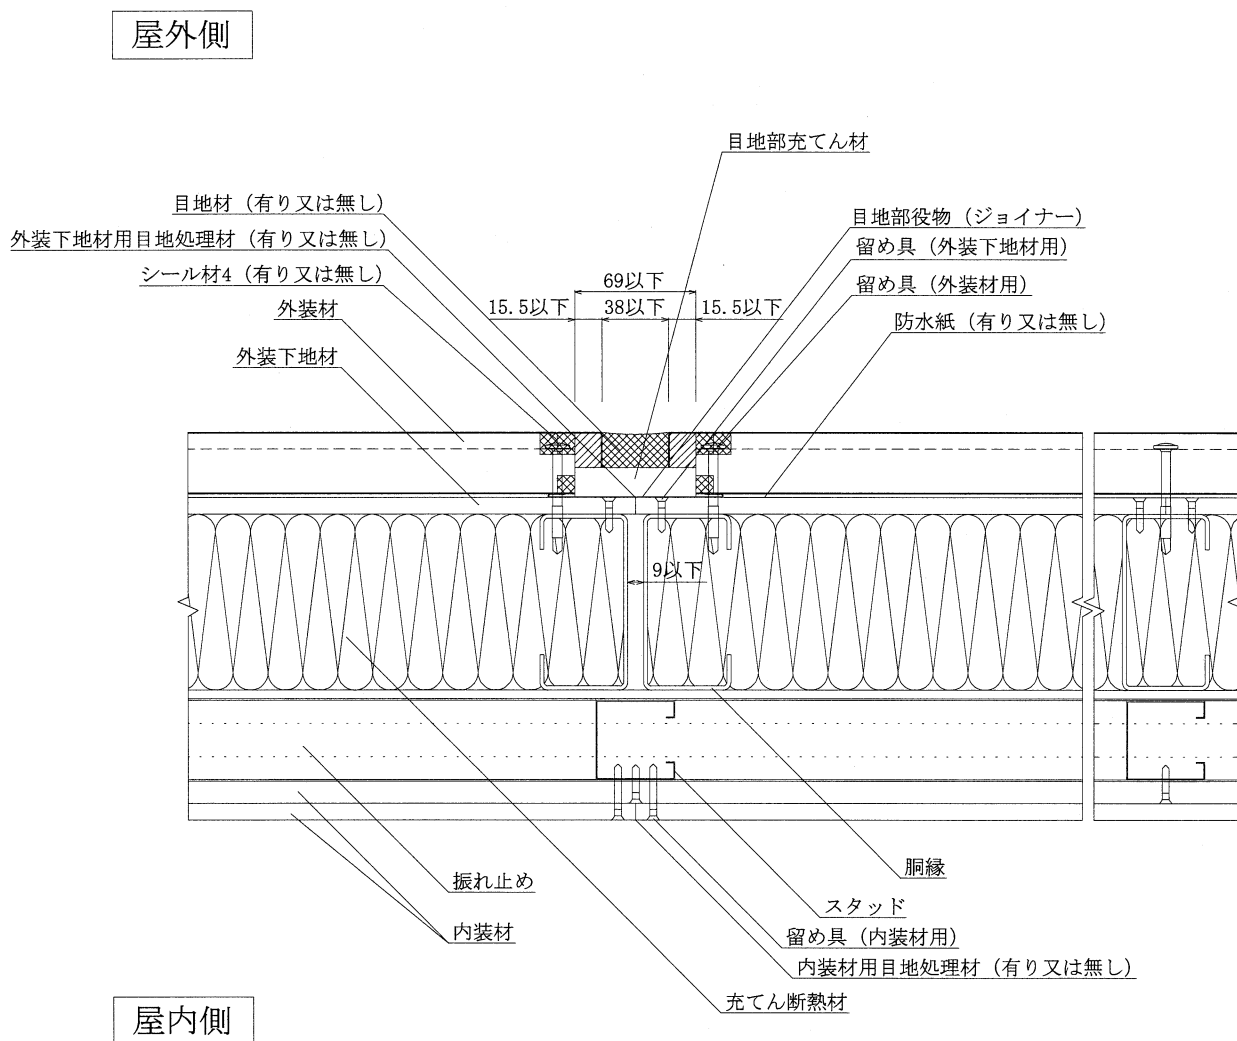 屋外側
目地部充てん材
目地材（有り又は無し）
外装下地材用目地処理材（有り又は無し）
シール材4（有り又は無し）
外装材
外装下地材
目地部役物（ジョイナー）
留め具（外装下地材用）
留め具（外装材用）
防水紙（有り又は無し）
69以下
15.5以下
38以下
15.5以下
9以下
振れ止め
内装材
胴縁
スタッド
留め具（内装材用）
内装材用目地処理材（有り又は無し）
充てん断熱材
屋内側